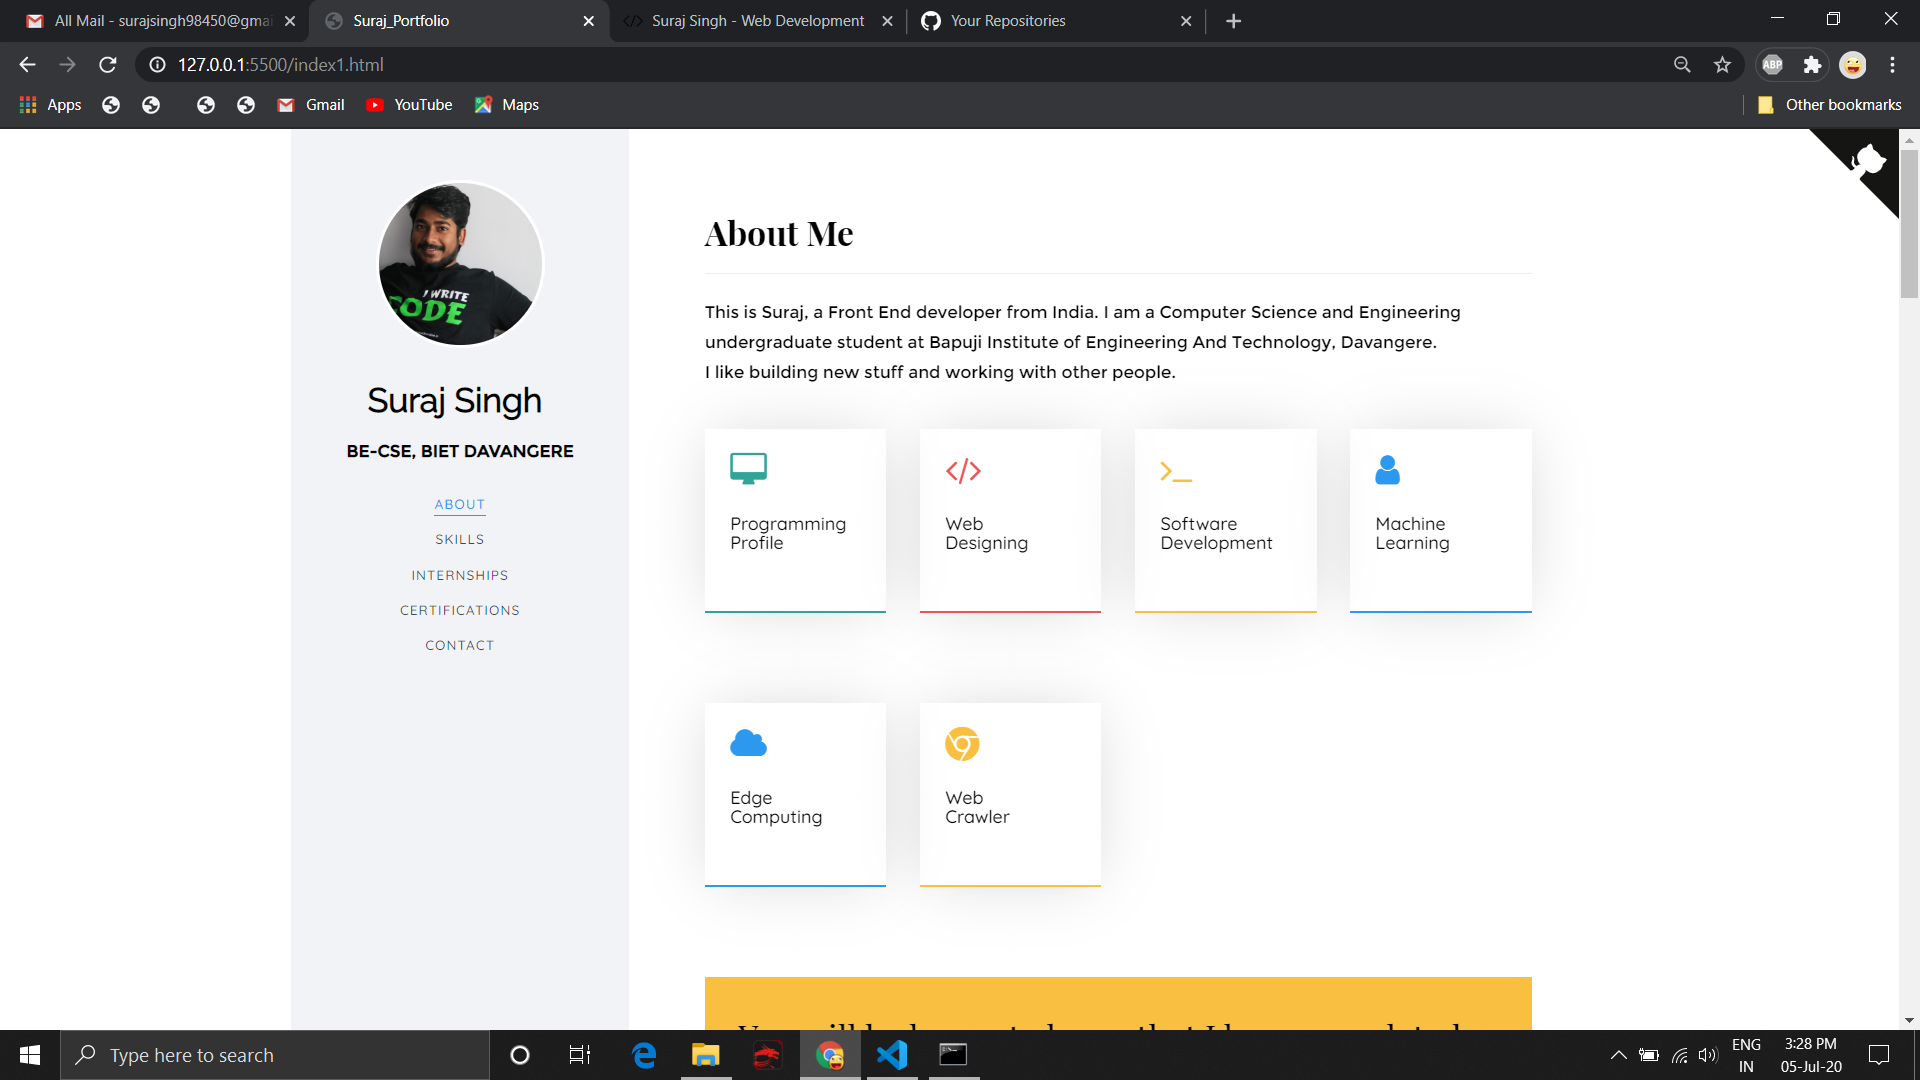 All Mail - surajsingh98450@gmai
Suraj_Portfolio
Suraj Singh - Web Development
Your Repositories
127.0.0.1:5500/index1.html
ABP
Apps
Gmail
YouTube
Maps
Other bookmarks
I WRITE
CODE
Suraj Singh
BE-CSE, BIET DAVANGERE
ABOUT
SKILLS
INTERNSHIPS
CERTIFICATIONS
CONTACT
About Me
This is Suraj, a Front End developer from India. I am a Computer Science and Engineering
undergraduate student at Bapuji Institute of Engineering And Technology, Davangere.
I like building new stuff and working with other people.
Programming
Profile
Web
Designing
Software
Development
Machine
Learning
Edge
Computing
Web
Crawler
Type here to search
ENG
IN
3:28 PM
05-Jul-20